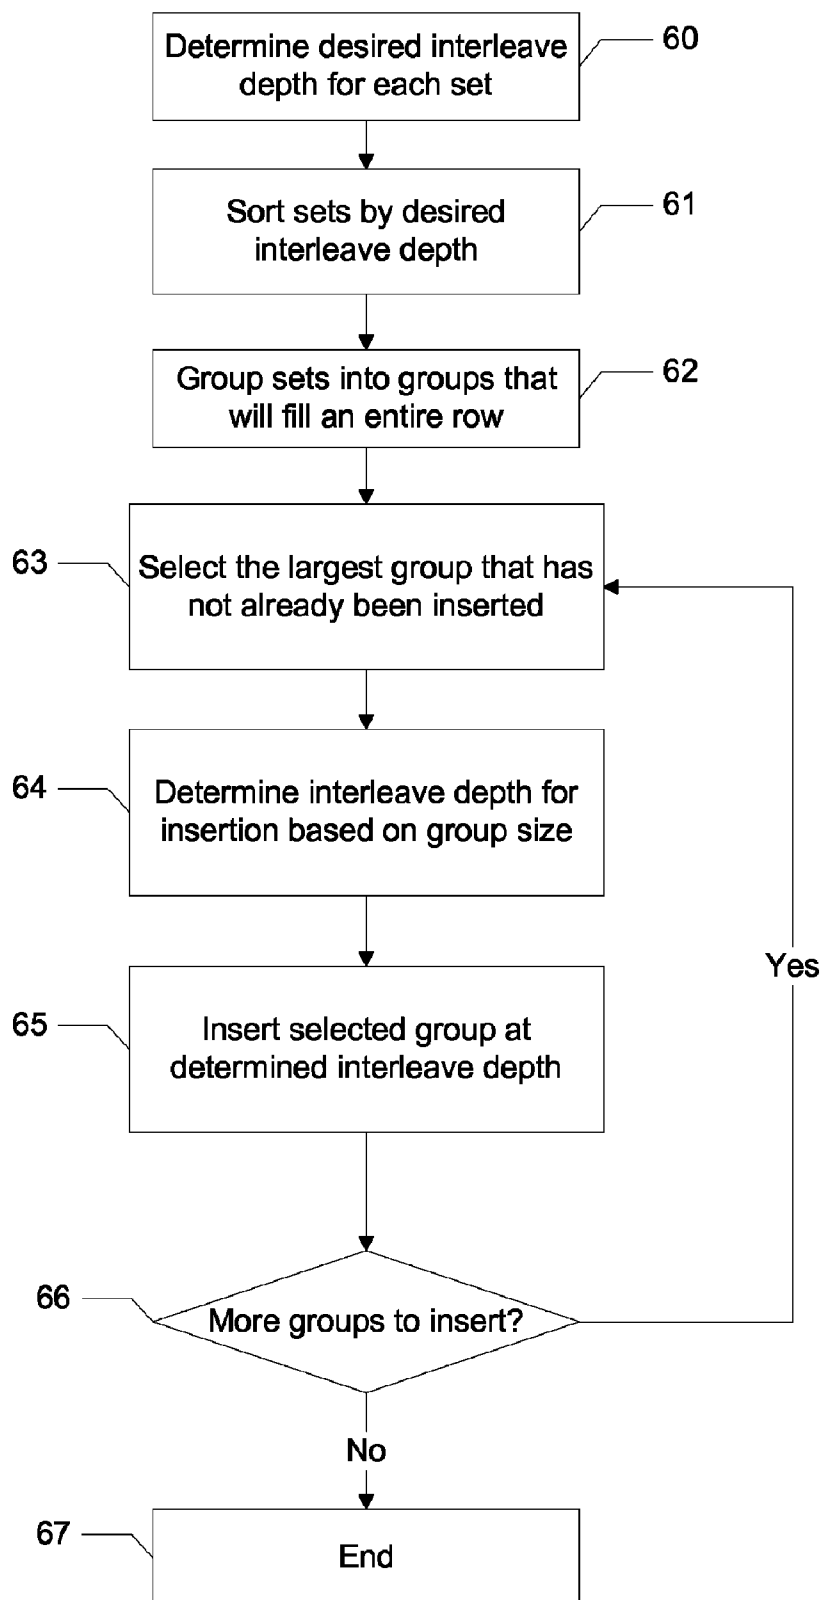 Determine desired interleave
depth for each set
60
Sort sets by desired
interleave depth
61
Group sets into groups that
will fill an entire row
62
63
Select the largest group that has
not already been inserted
64
Determine interleave depth for
insertion based on group size
Yes
65
Insert selected group at
determined interleave depth
66
More groups to insert?
No
67
End